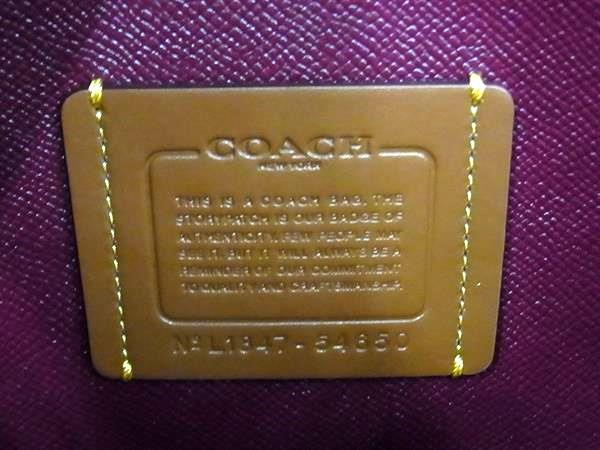 COACH
NEW YORK
THIS IS A COACH BAG. THE
STORYPATCH IS OUR BADGE OF
AUTHENTICITY. FEW PEOPLE MAY
SEE IT, BUT IT WILL ALWAYS BE A
REMINDER OF OUR COMMITMENT
TO QUALITY AND CRAFTSMANSHIP.
Nº L1347-54650